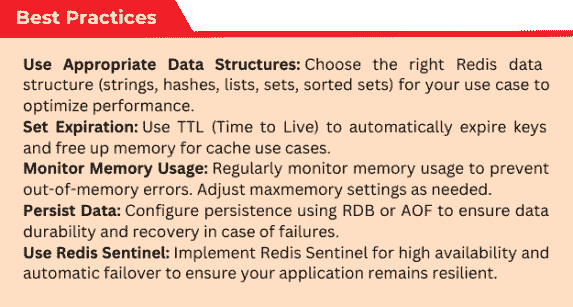 Best Practices
Use Appropriate Data Structures: Choose the right Redis data
structure (strings, hashes, lists, sets, sorted sets) for your use case to
optimize performance.
Set Expiration: Use TTL (Time to Live) to automatically expire keys
and free up memory for cache use cases.
Monitor Memory Usage: Regularly monitor memory usage to prevent
out-of-memory errors. Adjust maxmemory settings as needed.
Persist Data: Configure persistence using RDB or AOF to ensure data
durability and recovery in case of failures.
Use Redis Sentinel: Implement Redis Sentinel for high availability and
automatic failover to ensure your application remains resilient.